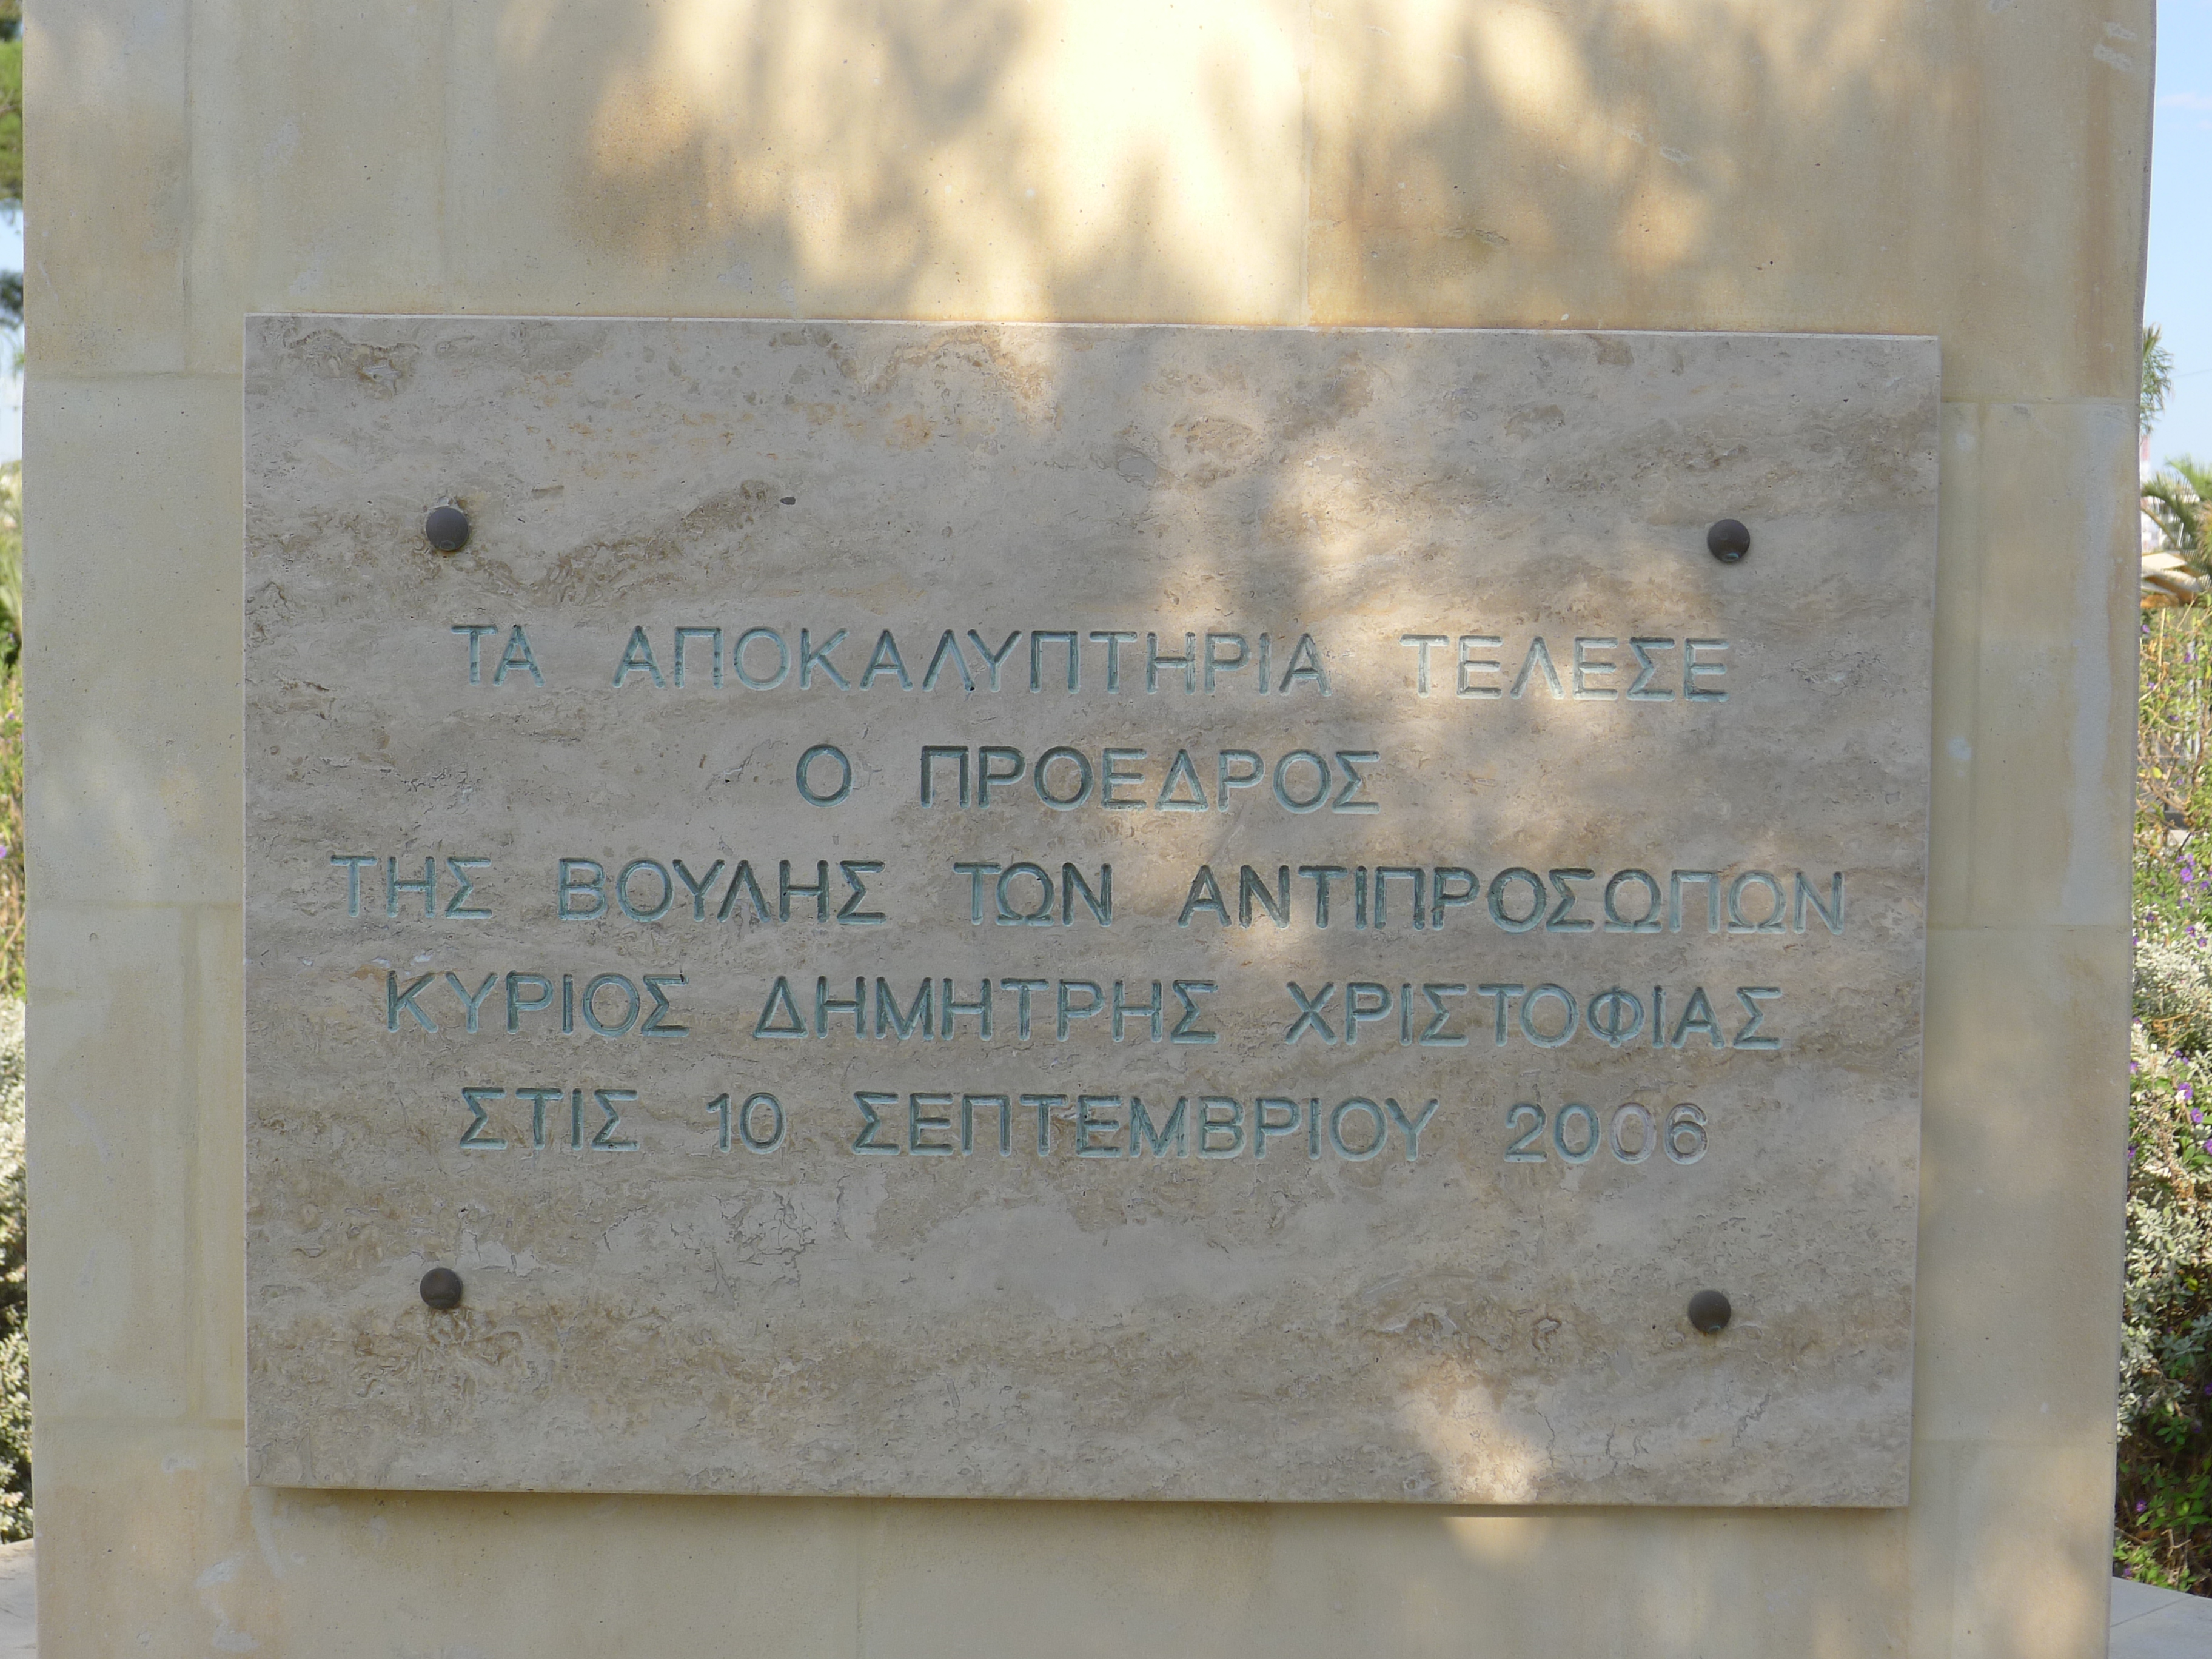 ΤΑ ΑΠΟΚΑΛΥΠΤΗΡΙΑ ΤΕΛΕΣΕ
Ο ΠΡΟΕΔΡΟΣ
ΤΗΣ ΒΟΥΛΗΣ ΤΩΝ ΑΝΤΙΠΡΟΣΩΠΩΝ
ΚΥΡΙΟΣ ΔΗΜΗΤΡΗΣ ΧΡΙΣΤΟΦΙΑΣ
ΣΤΙΣ 10 ΣΕΠΤΕΜΒΡΙΟΥ 2006